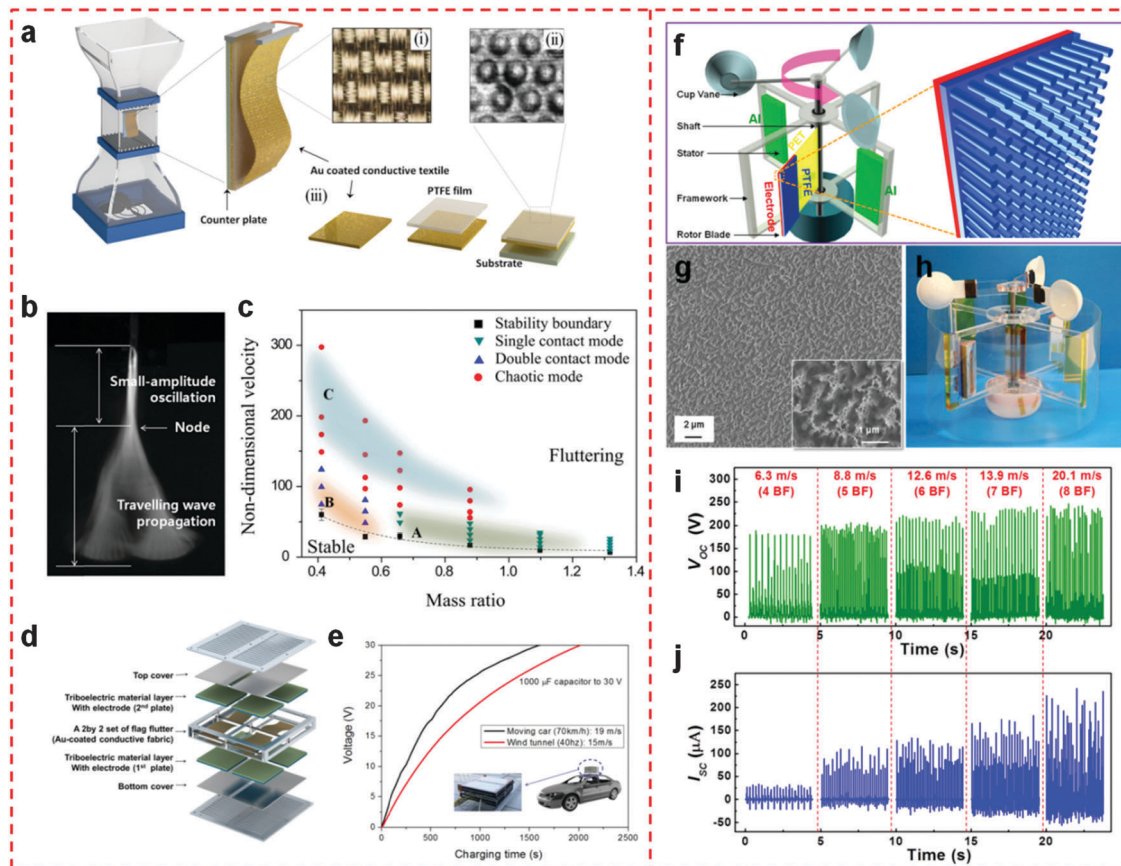 a
(i)
(ii)
Au coated conductive textile
(iii)
PTFE film
Counter plate
Substrate
b
Small-amplitude
oscillation
Node
Travelling wave
propagation
c
Non-dimensional velocity
300
200
100
0
Stability boundary
Single contact mode
Double contact mode
Chaotic mode
C
B
A
Fluttering
Stable
0.4
0.6
0.8
1.0
1.2
1.4
Mass ratio
d
Top cover
Triboelectric material layer
With electrode (2nd plate)
A 2by 2 set of flag flutter
(Au-coated conductive fabric)
Triboelectric material layer
With electrode (1st plate)
Bottom cover
e
Voltage (V)
30
25
20
15
10
5
0
1000 μF capacitor to 30 V
Moving car (70km/h): 19 m/s
Wind tunnel (40hz): 15m/s
0
500
1000
1500
2000
2500
Charging time (s)
f
Cup Vane
Shaft
Stator
Framework
Rotor Blade
Al
PET
PTFE
Electrode
Al
g
2 μm
1 μm
h
i
6.3 m/s
(4 BF)
8.8 m/s
(5 BF)
12.6 m/s
(6 BF)
13.9 m/s
(7 BF)
20.1 m/s
(8 BF)
VOC (V)
300
250
200
150
100
50
0
0
5
10
15
20
Time (s)
j
ISC (μA)
250
200
150
100
50
0
-50
0
5
10
15
20
Time (s)